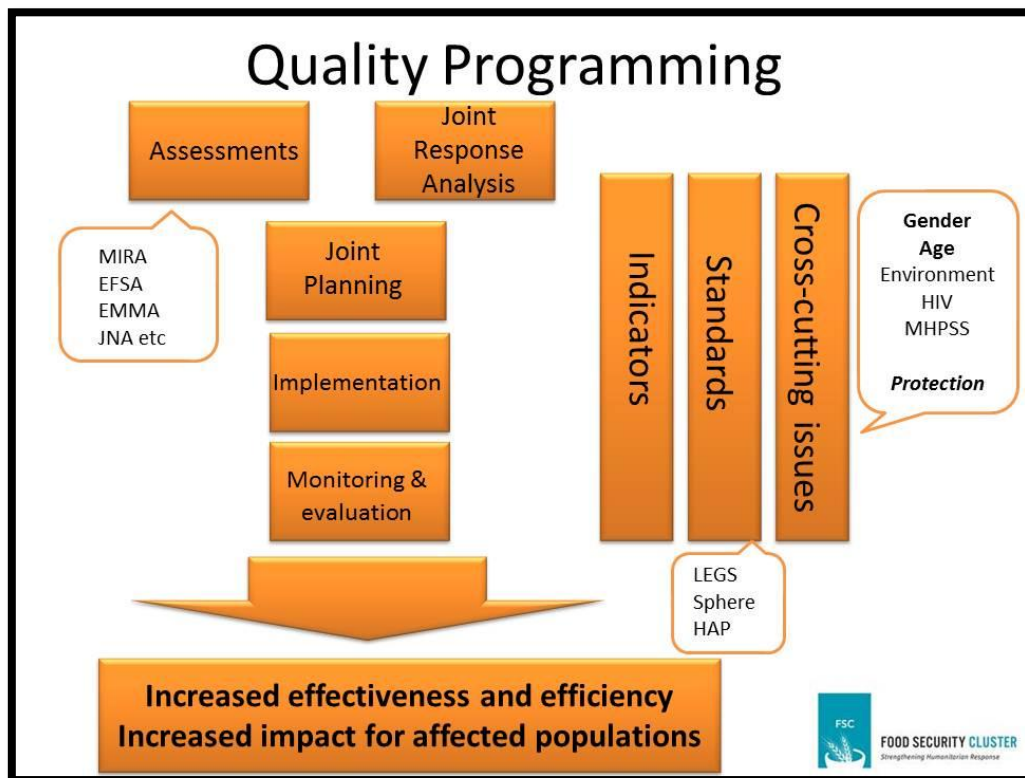 Quality Programming
Assessments
Joint
Response
Analysis
MIRA
EFSA
EMMA
JNA etc
Joint
Planning
Implementation
Monitoring &
evaluation
Indicators
Standards
Cross-cutting issues
Gender
Age
Environment
HIV
MHPSS
Protection
LEGS
Sphere
HAP
Increased effectiveness and efficiency
Increased impact for affected populations
FSC
FOOD SECURITY CLUSTER
Strengthening Humanitarian Response